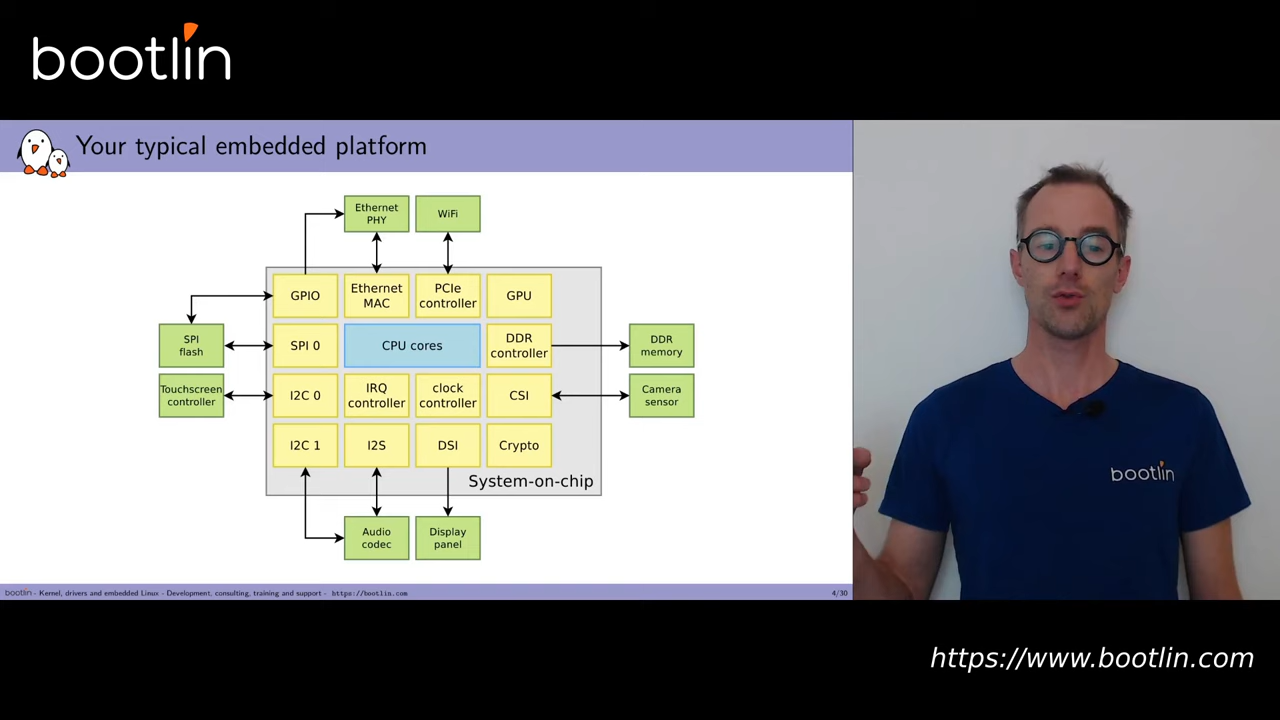 bootlin
Your typical embedded platform
Ethernet
PHY
WiFi
GPIO
Ethernet
MAC
PCIe
controller
GPU
SPI
flash
SPI 0
CPU cores
DDR
controller
DDR
memory
Touchscreen
controller
I2C 0
IRQ
controller
clock
controller
CSI
Camera
sensor
I2C 1
I2S
DSI
Crypto
System-on-chip
Audio
codec
Display
panel
bootlin
bootlin - Kernel, drivers and embedded Linux - Development, consulting, training and support - https://bootlin.com
4/30
https://www.bootlin.com